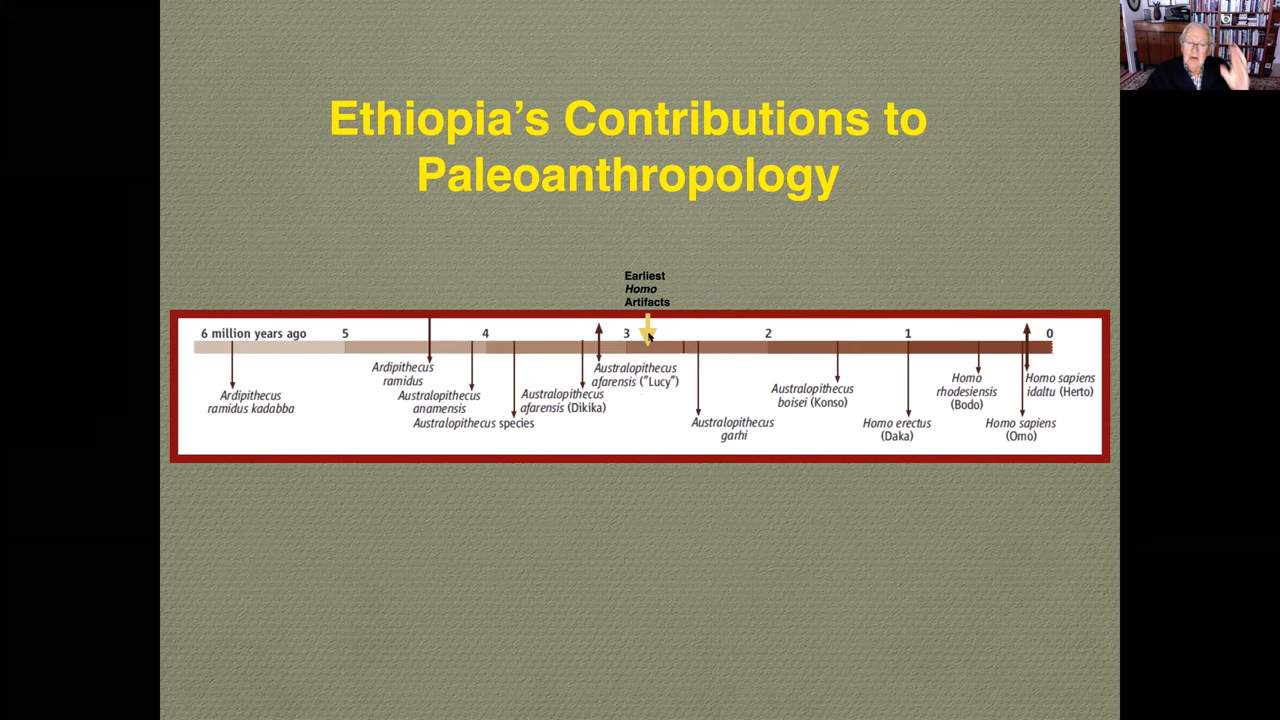 Ethiopia’s Contributions to
Paleoanthropology
Earliest
Homo
Artifacts
6 million years ago 5 4 3 2 1 0
Ardipithecus
ramidus kadabba
Ardipithecus
ramidus
Australopithecus
anamensis
Australopithecus species
Australopithecus
afarensis (Dikika)
Australopithecus
afarensis (“Lucy”)
Australopithecus
garhi
Australopithecus
boisei (Konso)
Homo erectus
(Daka)
Homo
rhodesiensis
(Bodo)
Homo sapiens
(Omo)
Homo sapiens
idaltu (Herto)